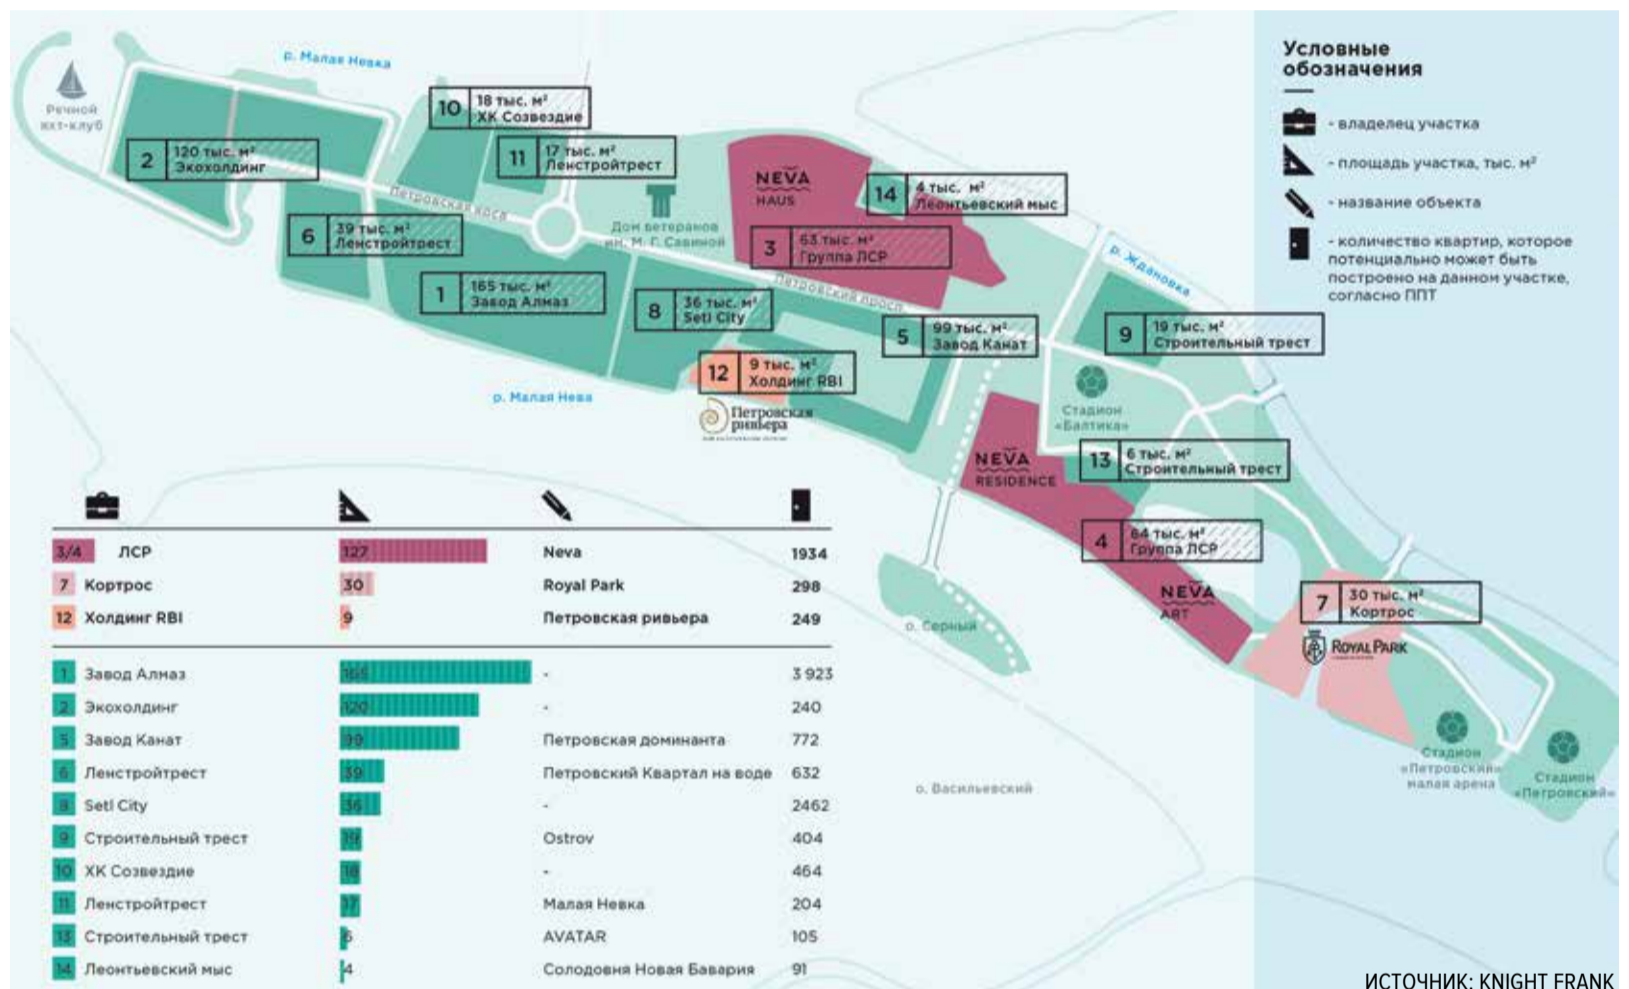 р. Малая Невка
Речной
яхт-клуб
2
120 тыс. м²
Экохолдинг
10
18 тыс. м²
ХК Созвездие
11
17 тыс. м²
Ленстройтрест
Петровская коса
6
39 тыс. м²
Ленстройтрест
Дом ветеранов
им. М. Г. Савиной
NEVA
HAUS
14
4 тыс. м²
Леонтьевский мыс
3
63 тыс. м²
Группа ЛСР
Петровский просп.
1
165 тыс. м²
Завод Алмаз
8
36 тыс. м²
Setl City
5
99 тыс. м²
Завод Канат
р. Ждановка
9
19 тыс. м²
Строительный трест
12
9 тыс. м²
Холдинг RBI
Петровская
ривьера
р. Малая Нева
Стадион
«Балтика»
NEVA
RESIDENCE
13
6 тыс. м²
Строительный трест
4
64 тыс. м²
Группа ЛСР
NEVA
ART
7
30 тыс. м²
Кортрос
ROYAL PARK
о. Серный
о. Васильевский
Стадион
«Петровский»
малая арена
Стадион
«Петровский»
Условные
обозначения
- владелец участка
- площадь участка, тыс. м²
- название объекта
- количество квартир, которое
потенциально может быть
построено на данном участке,
согласно ППТ
3/4 ЛСР 127 Neva 1934
7 Кортрос 30 Royal Park 298
12 Холдинг RBI 9 Петровская ривьера 249
1 Завод Алмаз 165 - 3 923
2 Экохолдинг 120 - 240
5 Завод Канат 99 Петровская доминанта 772
6 Ленстройтрест 39 Петровский Квартал на воде 632
8 Setl City 36 - 2462
9 Строительный трест 19 Ostrov 404
10 ХК Созвездие 18 - 464
11 Ленстройтрест 17 Малая Невка 204
13 Строительный трест 6 AVATAR 105
14 Леонтьевский мыс 4 Солодовня Новая Бавария 91
ИСТОЧНИК: KNIGHT FRANK